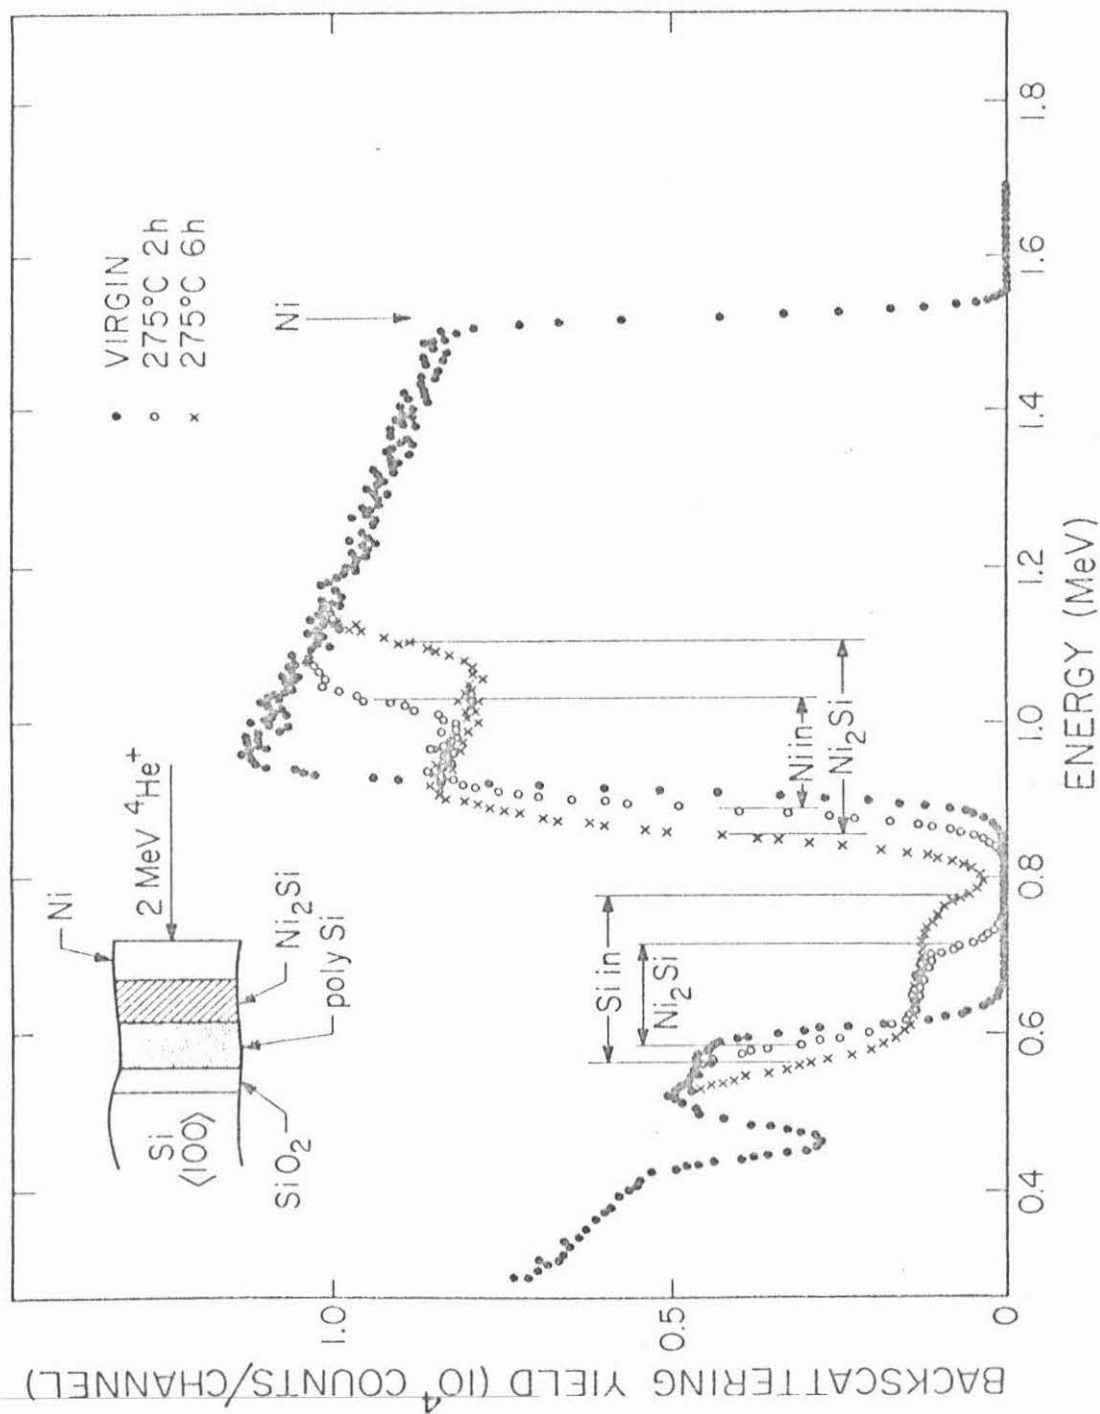 BACKSCATTERING YIELD (10⁴ COUNTS/CHANNEL)
1.0
0.5
0
ENERGY (MeV)
0.4
0.6
0.8
1.0
1.2
1.4
1.6
1.8
• VIRGIN
○ 275°C 2h
× 275°C 6h
Ni
Ni
2 MeV ⁴He⁺
Ni₂Si
poly Si
SiO₂
Si
⟨100⟩
Si in
Ni₂Si
Ni in
Ni₂Si